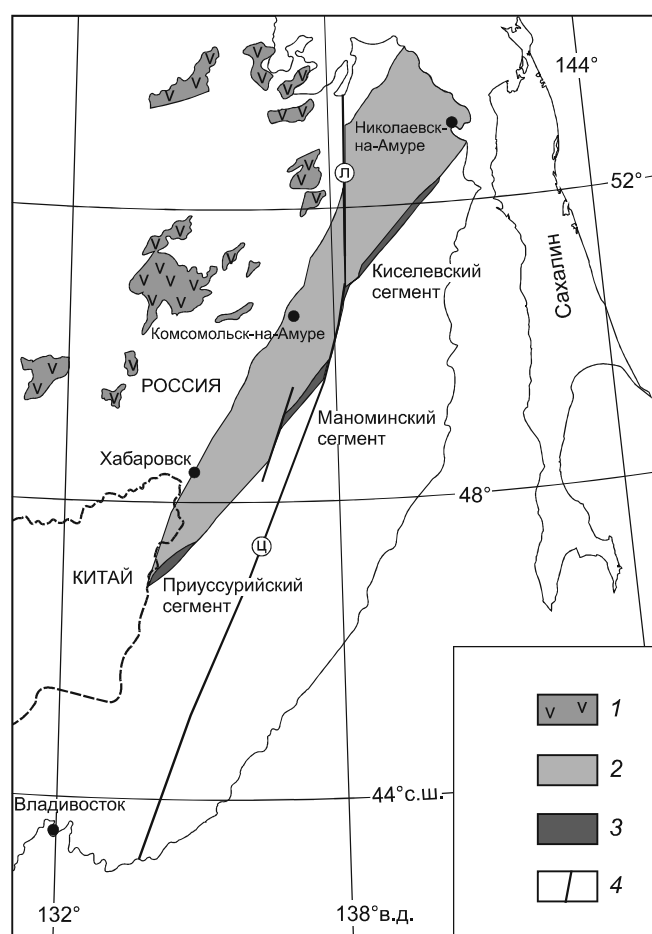 144°
Николаевск-
на-Амуре
Л
52°
Киселевский
сегмент
Сахалин
Комсомольск-на-Амуре
РОССИЯ
Маноминский
сегмент
Хабаровск
48°
Ц
КИТАЙ
Приуссурийский
сегмент
v v 1
2
44°с.ш.
Владивосток
3
4
132°
138°в.д.